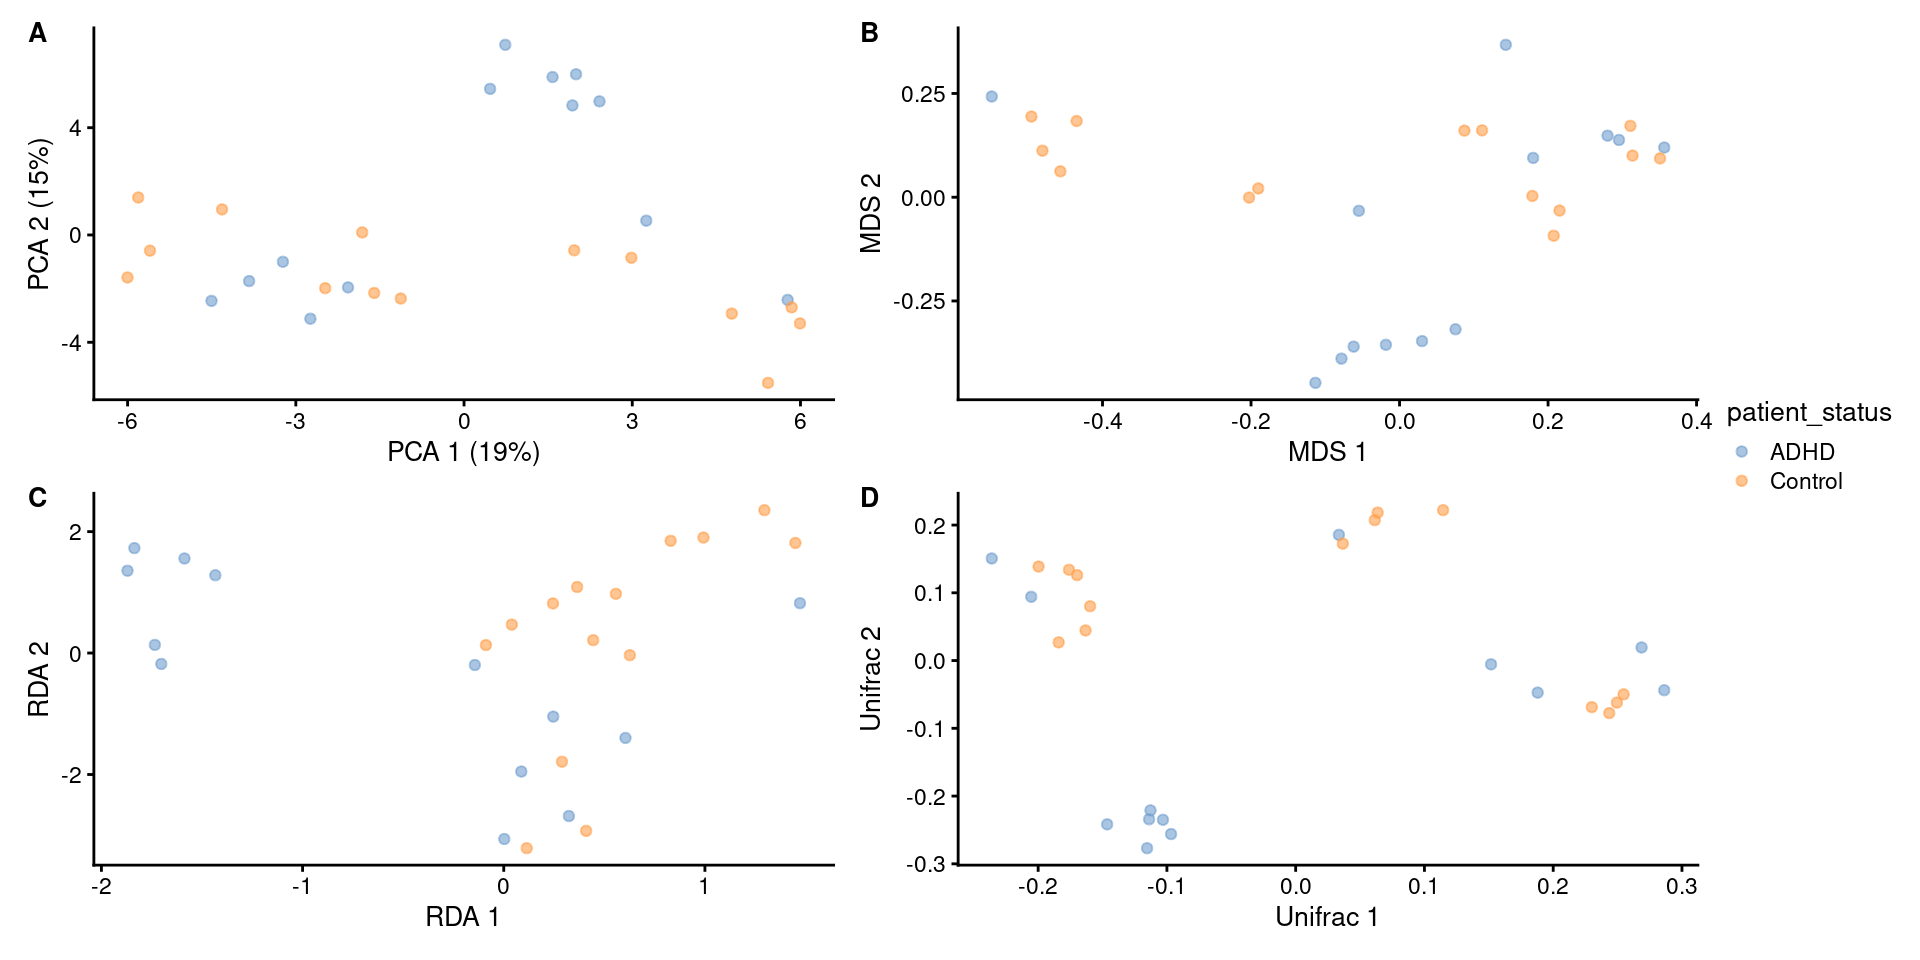 A
PCA 2 (15%)
4
0
-4
-6
-3
0
3
6
PCA 1 (19%)
B
MDS 2
0.25
0.00
-0.25
-0.4
-0.2
0.0
0.2
0.4
MDS 1
patient_status
ADHD
Control
C
RDA 2
2
0
-2
-2
-1
0
1
RDA 1
D
Unifrac 2
0.2
0.1
0.0
-0.1
-0.2
-0.3
-0.2
-0.1
0.0
0.1
0.2
0.3
Unifrac 1